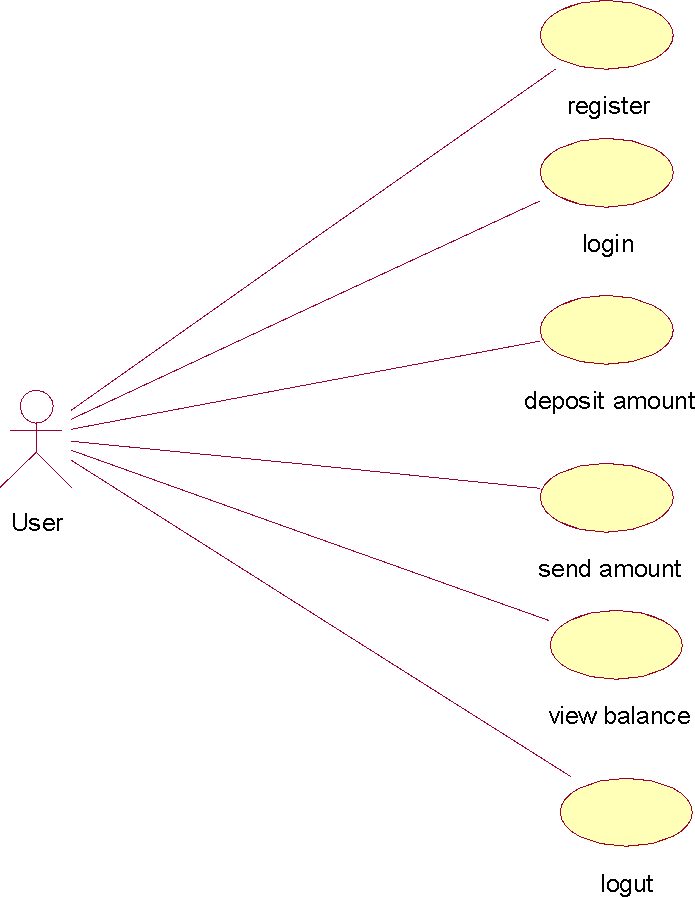 register
login
deposit amount
User
send amount
view balance
logut